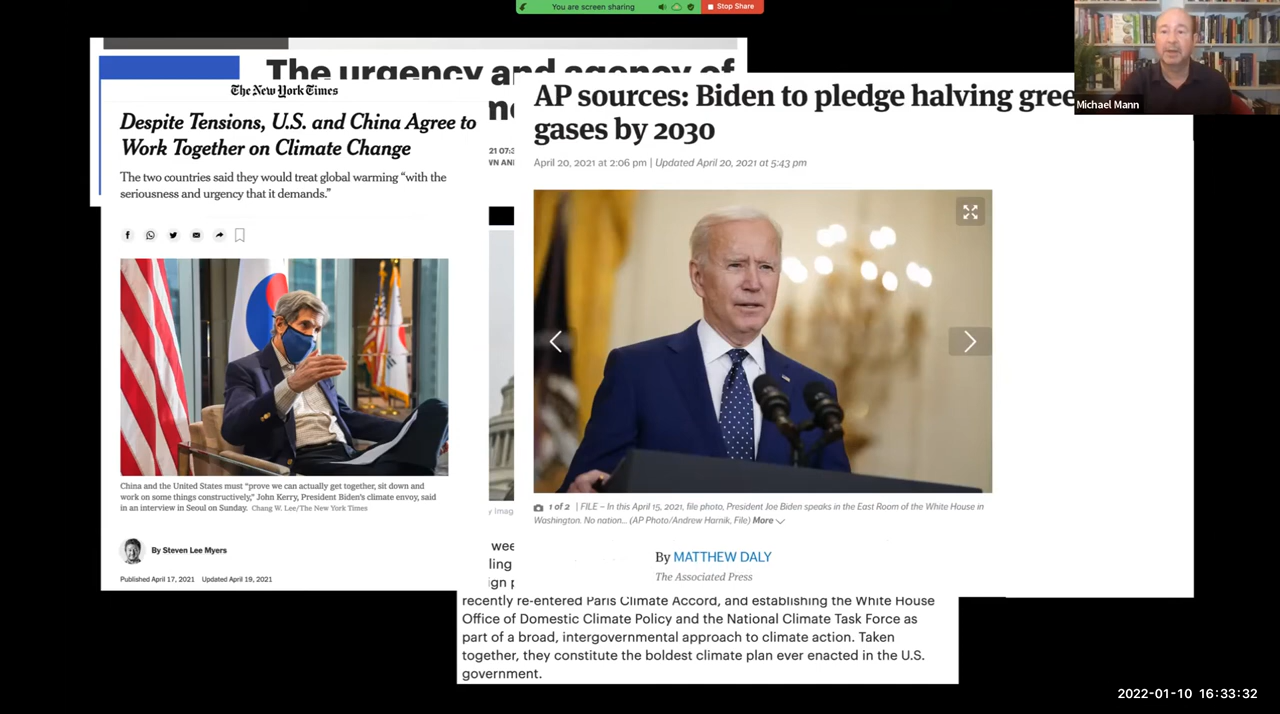 You are screen sharing
Stop Share
Michael Mann
The urgency and agency of
The New York Times
Despite Tensions, U.S. and China Agree to
Work Together on Climate Change
The two countries said they would treat global warming “with the
seriousness and urgency that it demands.”
China and the United States must “prove we can actually get together, sit down and
work on some things constructively,” John Kerry, President Biden’s climate envoy, said
in an interview in Seoul on Sunday. Chang W. Lee/The New York Times
By Steven Lee Myers
Published April 17, 2021 Updated April 19, 2021
21 07:3
AP sources: Biden to pledge halving gree
gases by 2030
April 20, 2021 at 2:06 pm | Updated April 20, 2021 at 5:43 pm
1 of 2 | FILE – In this April 15, 2021, file photo, President Joe Biden speaks in the East Room of the White House in
Washington. No nation... (AP Photo/Andrew Harnik, File) More
By MATTHEW DALY
The Associated Press
y Imag
wee
ling
ign p
recently re-entered Paris Climate Accord, and establishing the White House
Office of Domestic Climate Policy and the National Climate Task Force as
part of a broad, intergovernmental approach to climate action. Taken
together, they constitute the boldest climate plan ever enacted in the U.S.
government.
2022-01-10 16:33:32